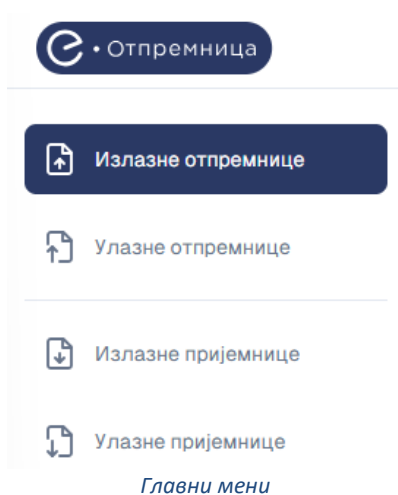 е • Отпремница
Излазне отпремнице
Улазне отпремнице
Излазне пријемнице
Улазне пријемнице
Главни мени